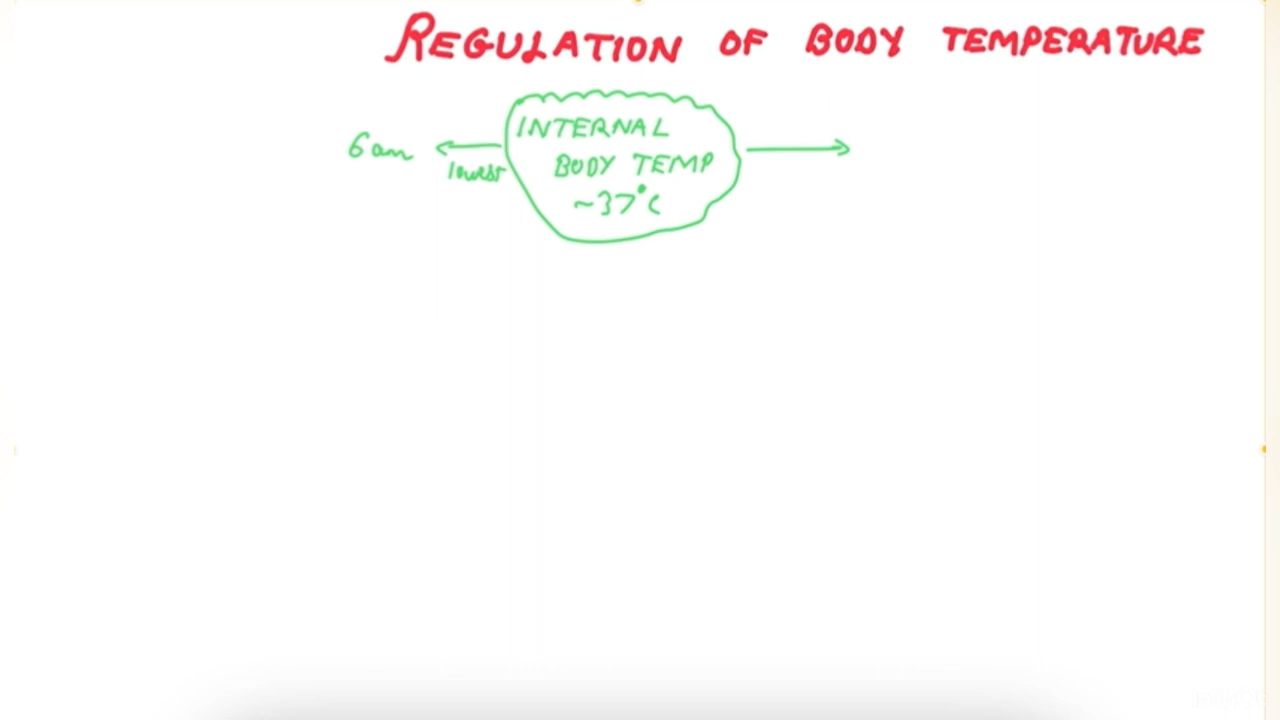 REGULATION OF BODY TEMPERATURE
INTERNAL
6am
lowest
BODY TEMP
~37°C